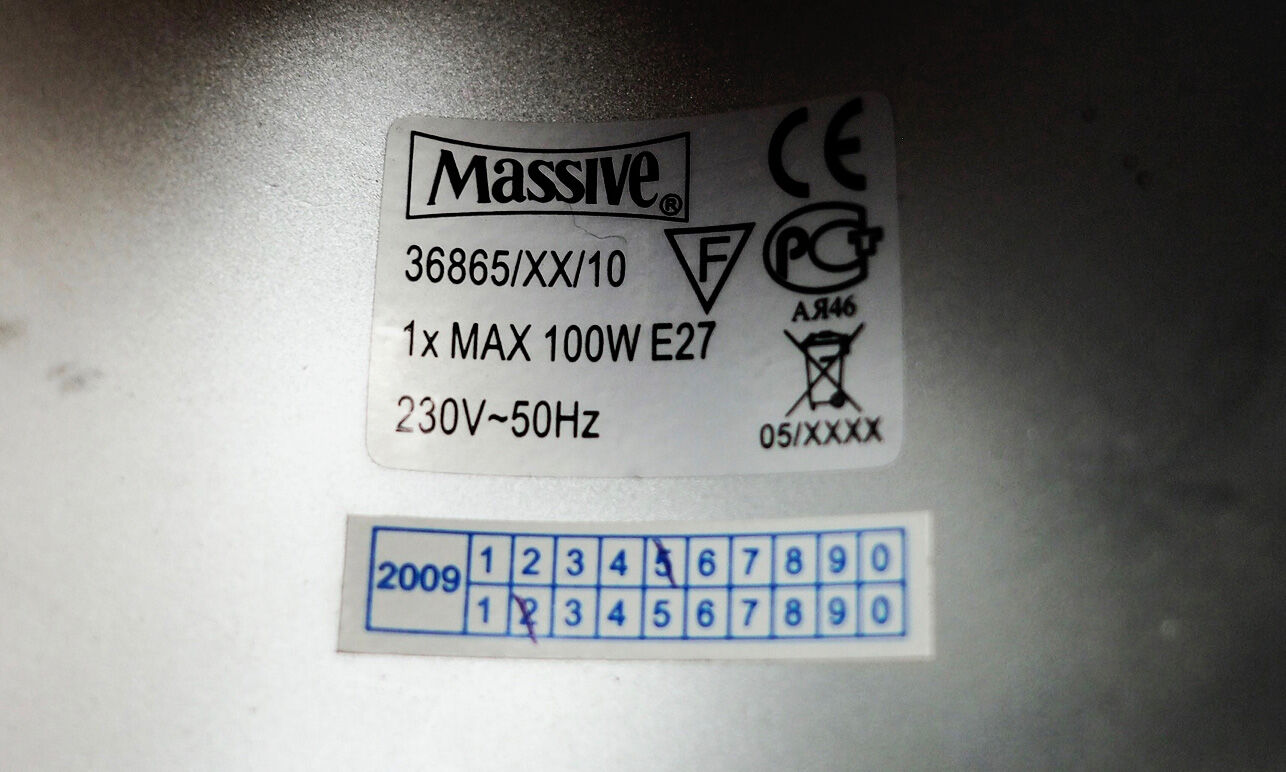 Massive®
CE
36865/XX/10
F
PCT
АЯ46
1x MAX 100W E27
230V~50Hz
05/XXXX
2009
1 2 3 4 5 6 7 8 9 0
1 2 3 4 5 6 7 8 9 0